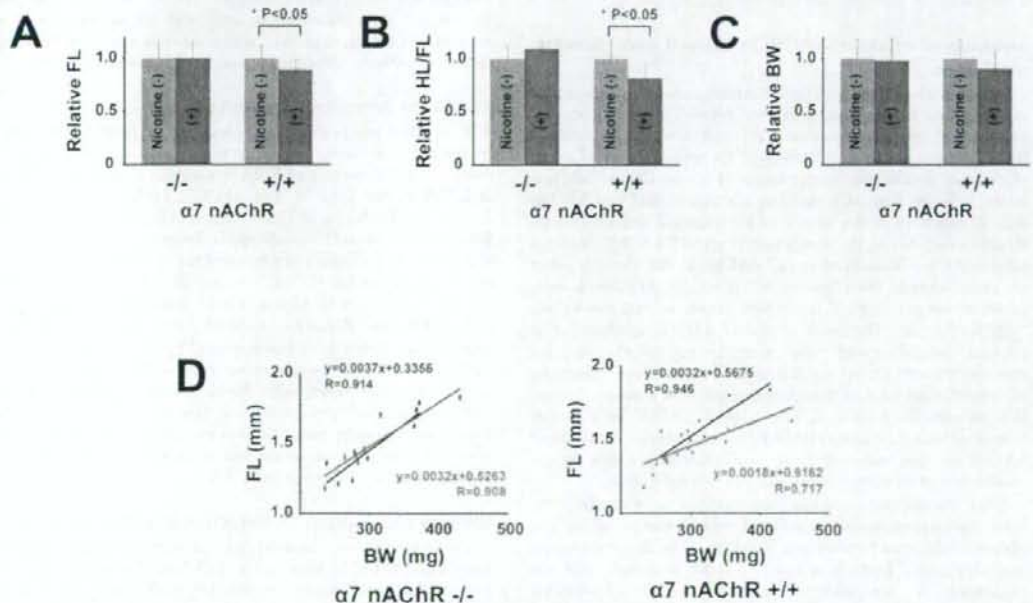 A
* P<0.05
Relative FL
1.0
0.5
0
Nicotine (-)
(+)
Nicotine (-)
(+)
-/-
+/+
α7 nAChR
B
* P<0.05
Relative HL/FL
1.0
0.5
0
Nicotine (-)
(+)
Nicotine (-)
(+)
-/-
+/+
α7 nAChR
C
Relative BW
1.0
0.5
0
Nicotine (-)
(+)
Nicotine (-)
(+)
-/-
+/+
α7 nAChR
D
y=0.0037x+0.3356
R=0.914
2.0
FL (mm)
1.5
1.0
y=0.0032x+0.5263
R=0.908
300
400
500
BW (mg)
α7 nAChR -/-
y=0.0032x+0.5675
R=0.946
2.0
FL (mm)
1.5
1.0
y=0.0018x+0.9162
R=0.717
300
400
500
BW (mg)
α7 nAChR +/+